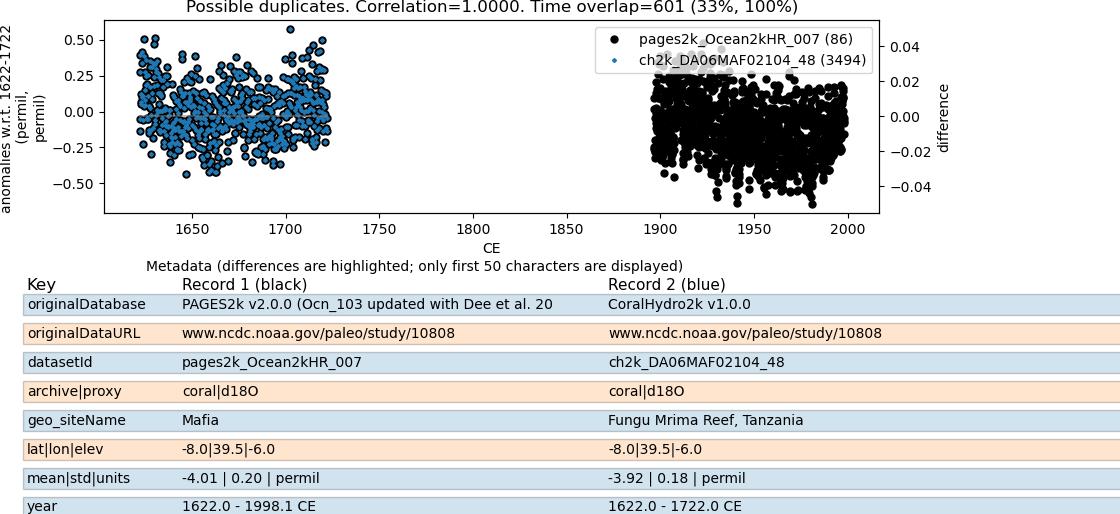 Possible duplicates. Correlation=1.0000. Time overlap=601 (33%, 100%)
anomalies w.r.t. 1622-1722
(permil,
permil)
0.50
0.25
0.00
−0.25
−0.50
pages2k_Ocean2kHR_007 (86)
ch2k_DA06MAF02104_48 (3494)
0.04
0.02
0.00
−0.02
−0.04
difference
1650 1700 1750 1800 1850 1900 1950 2000
CE
Metadata (differences are highlighted; only first 50 characters are displayed)
Key Record 1 (black) Record 2 (blue)
originalDatabase PAGES2k v2.0.0 (Ocn_103 updated with Dee et al. 20 CoralHydro2k v1.0.0
originalDataURL www.ncdc.noaa.gov/paleo/study/10808 www.ncdc.noaa.gov/paleo/study/10808
datasetId pages2k_Ocean2kHR_007 ch2k_DA06MAF02104_48
archive|proxy coral|d18O coral|d18O
geo_siteName Mafia Fungu Mrima Reef, Tanzania
lat|lon|elev -8.0|39.5|-6.0 -8.0|39.5|-6.0
mean|std|units -4.01 | 0.20 | permil -3.92 | 0.18 | permil
year 1622.0 - 1998.1 CE 1622.0 - 1722.0 CE